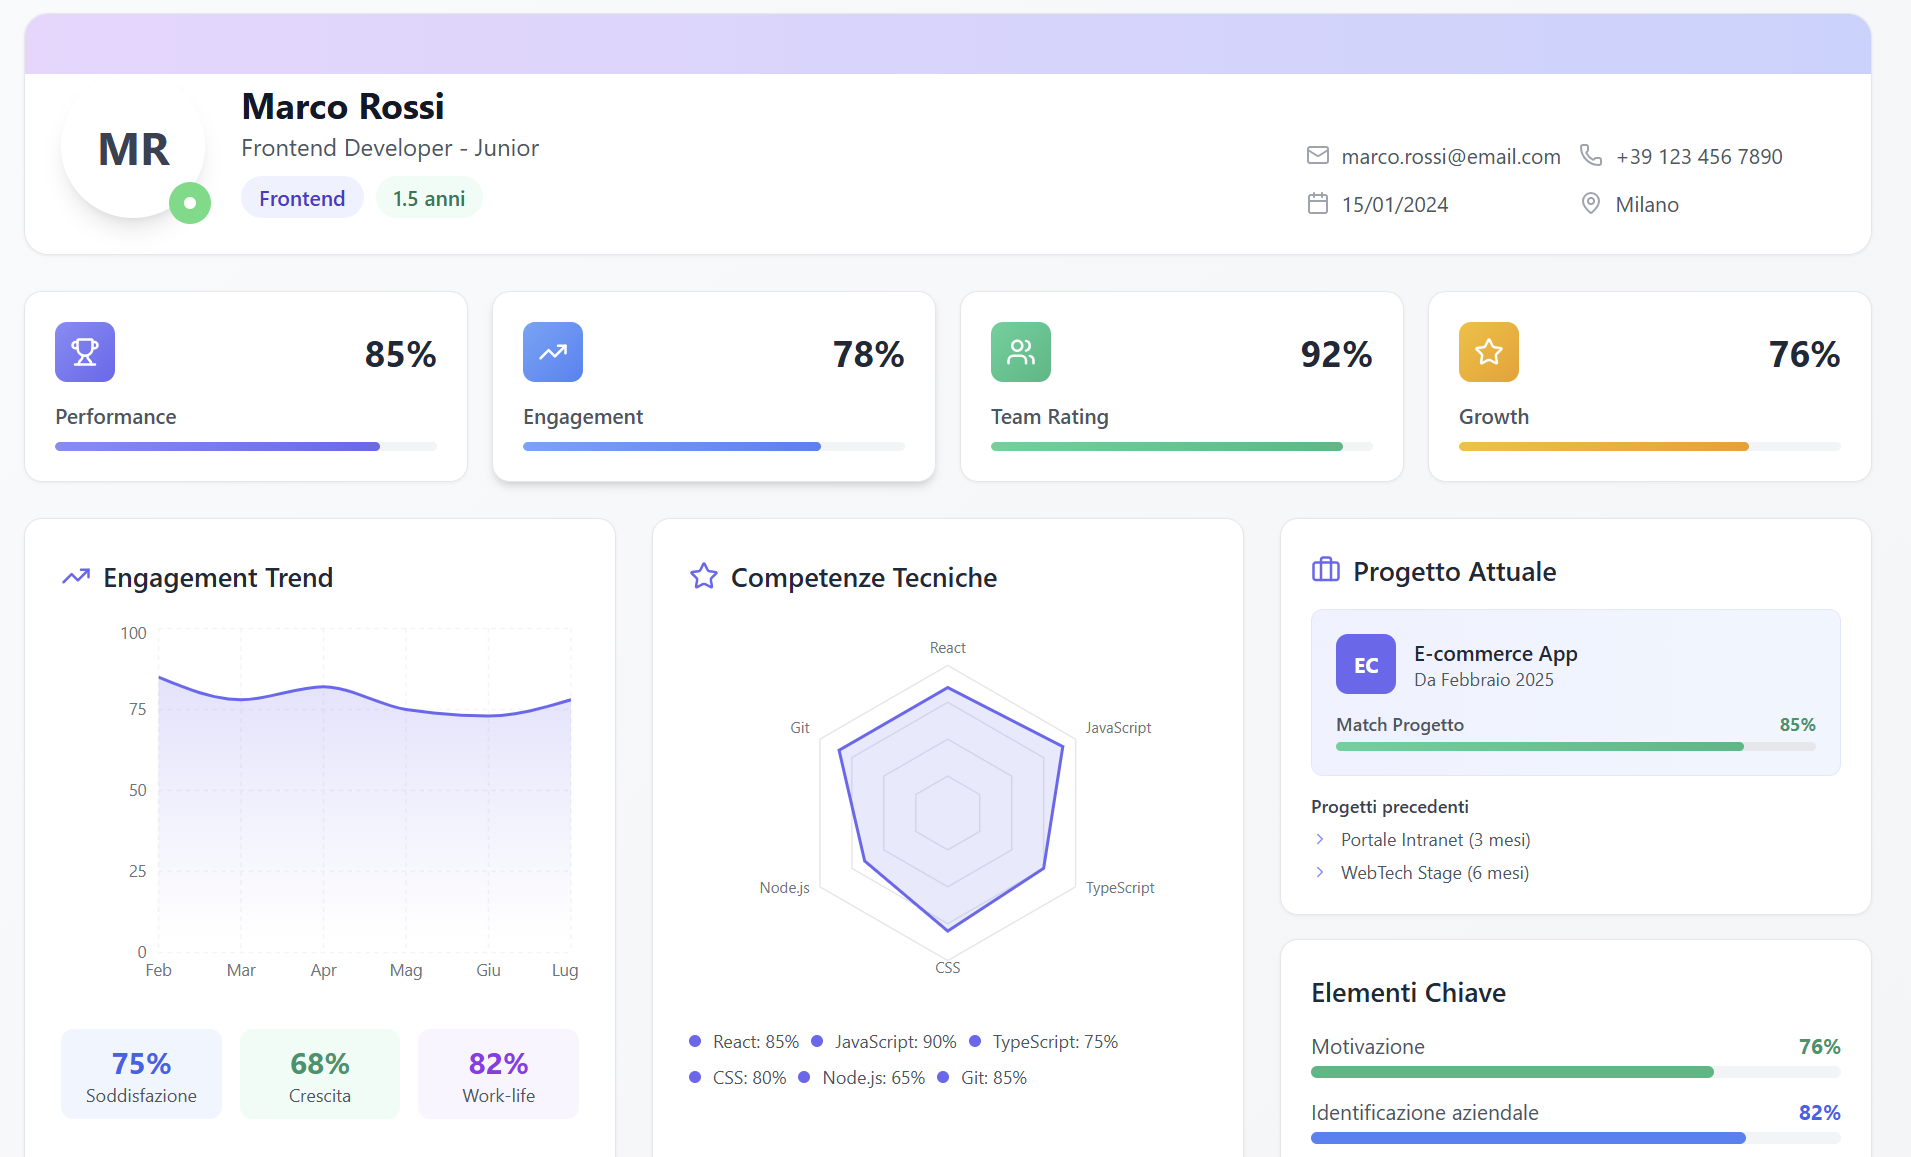 MR
Marco Rossi
Frontend Developer - Junior
Frontend
1.5 anni
marco.rossi@email.com
+39 123 456 7890
15/01/2024
Milano
85%
Performance
78%
Engagement
92%
Team Rating
76%
Growth
Engagement Trend
100
75
50
25
0
Feb Mar Apr Mag Giu Lug
75%
Soddisfazione
68%
Crescita
82%
Work-life
Competenze Tecniche
React
JavaScript
TypeScript
CSS
Node.js
Git
React: 85% JavaScript: 90% TypeScript: 75%
CSS: 80% Node.js: 65% Git: 85%
Progetto Attuale
EC
E-commerce App
Da Febbraio 2025
Match Progetto 85%
Progetti precedenti
Portale Intranet (3 mesi)
WebTech Stage (6 mesi)
Elementi Chiave
Motivazione 76%
Identificazione aziendale 82%